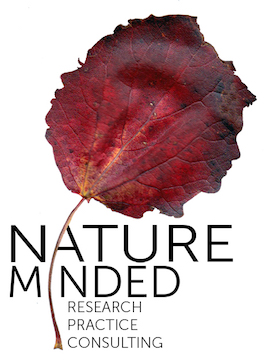 NATURE
MINDED
RESEARCH
PRACTICE
CONSULTING